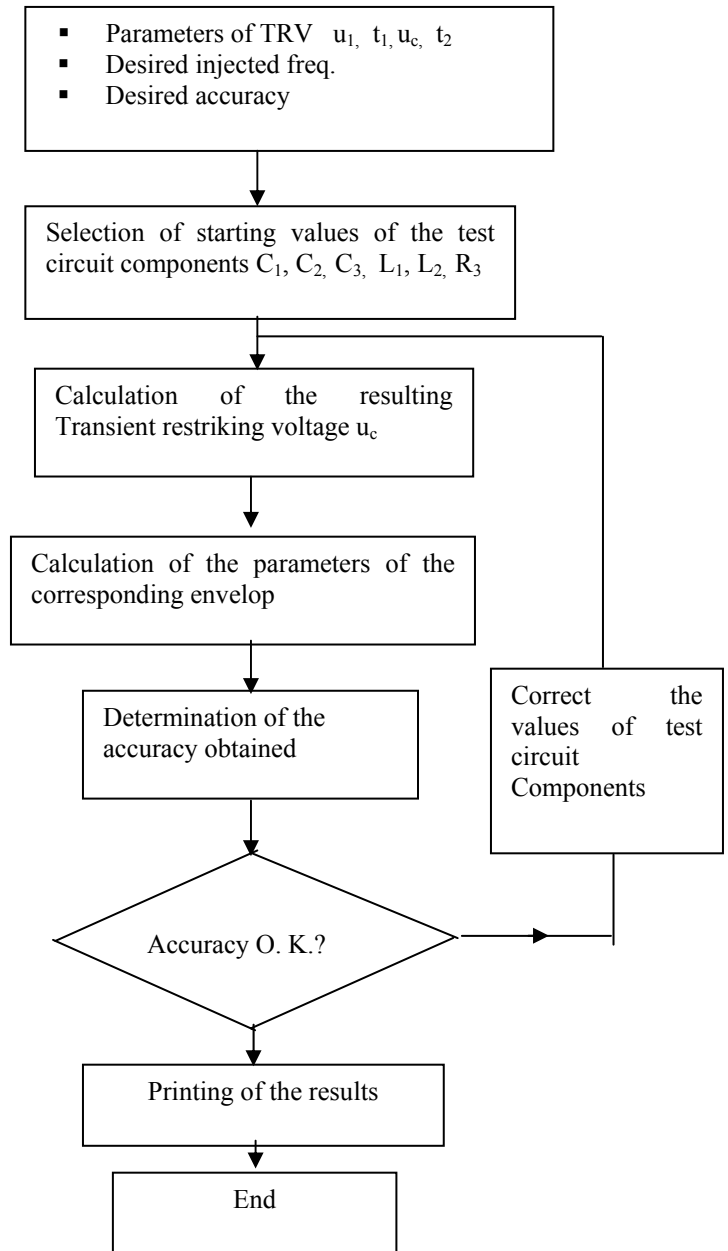 ▪ Parameters of TRV u₁, t₁, u_c, t₂
▪ Desired injected freq.
▪ Desired accuracy
Selection of starting values of the test
circuit components C₁, C₂, C₃, L₁, L₂, R₃
Calculation of the resulting
Transient restriking voltage u_c
Calculation of the parameters of the
corresponding envelop
Determination of the
accuracy obtained
Correct the
values of test
circuit
Components
Accuracy O. K.?
Printing of the results
End